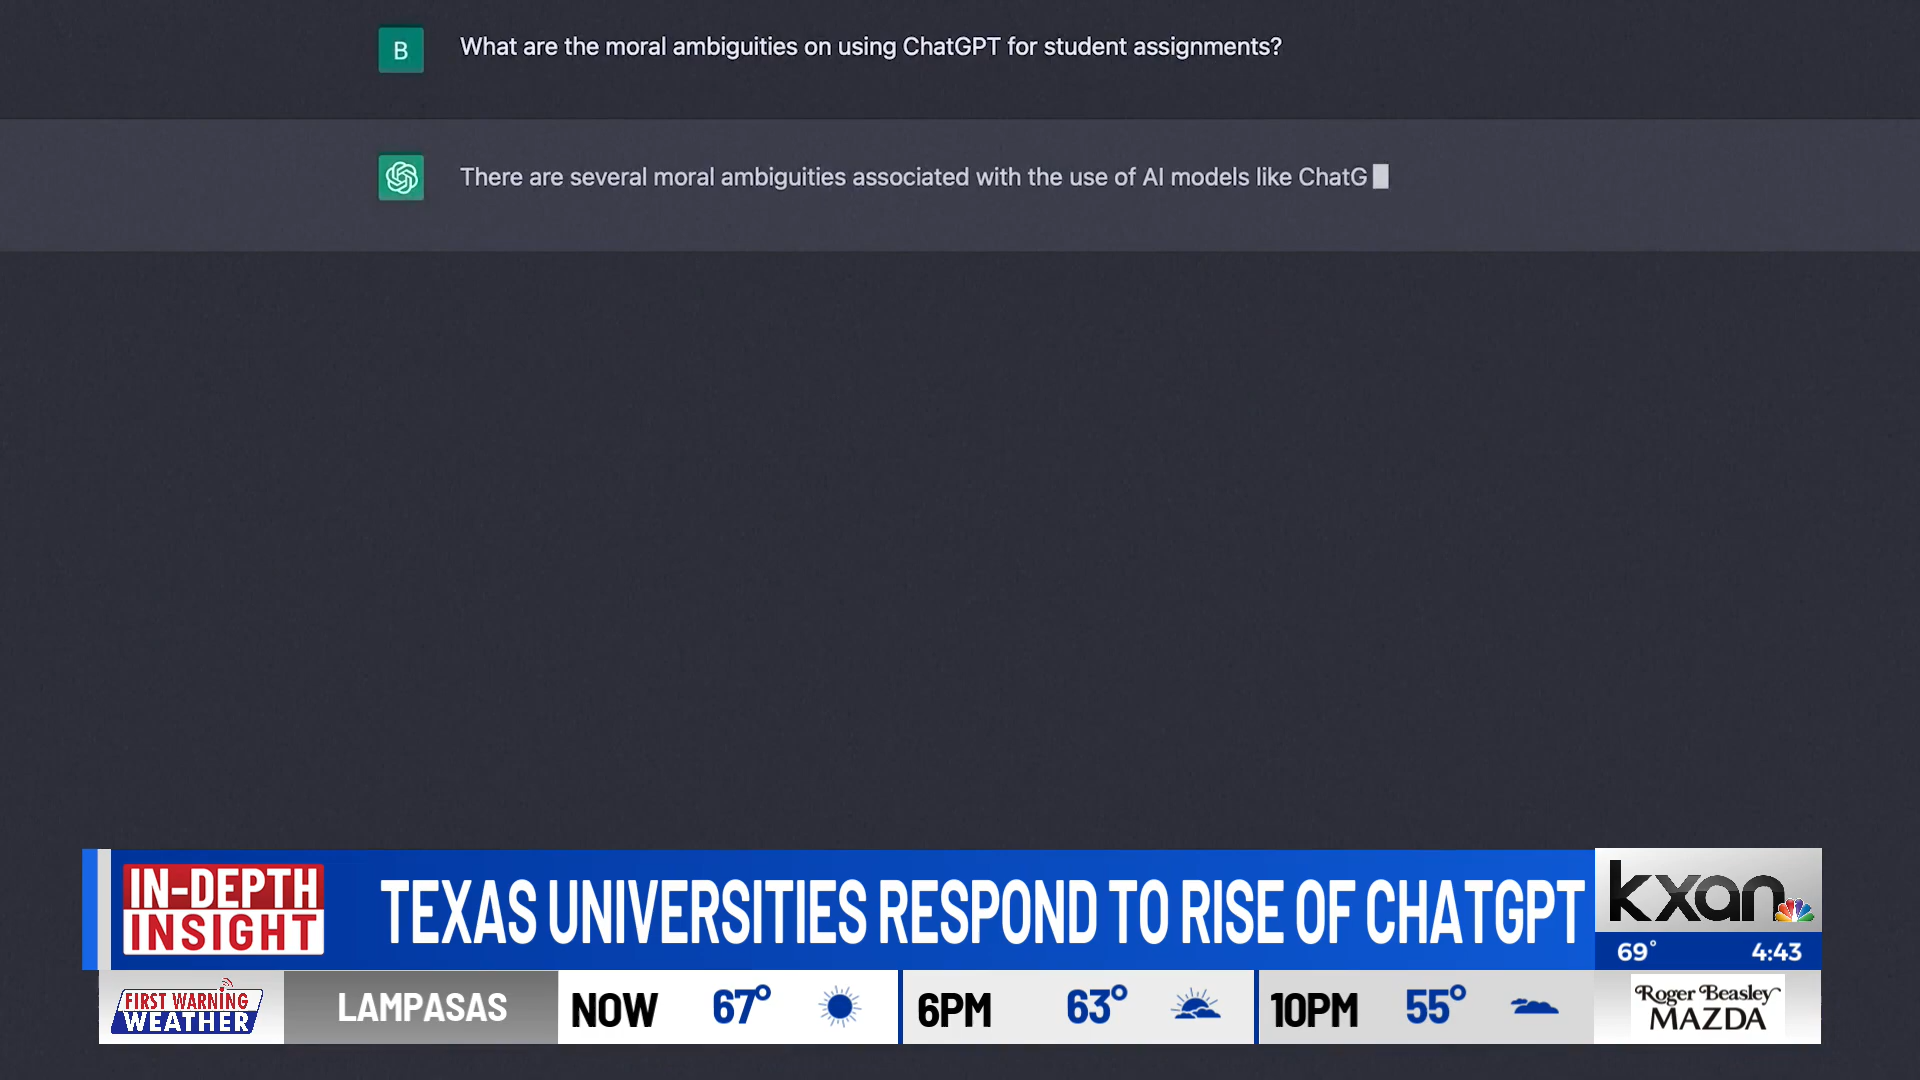 B
What are the moral ambiguities on using ChatGPT for student assignments?
There are several moral ambiguities associated with the use of AI models like ChatG
IN-DEPTH
INSIGHT
TEXAS UNIVERSITIES RESPOND TO RISE OF CHATGPT
kxan
69° 4:43
FIRST WARNING
WEATHER
LAMPASAS
NOW 67°
6PM 63°
10PM 55°
Roger Beasley
MAZDA